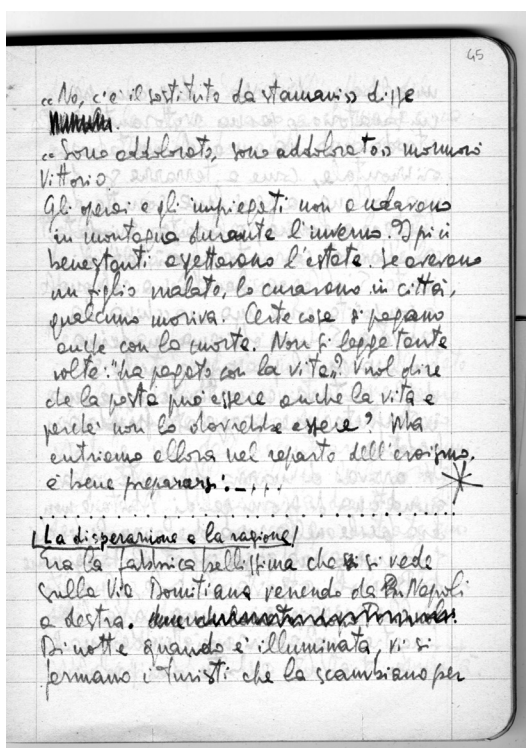 45
"No, c'è il sostituto da stamani" disse
"Sono addolorato, sono addolorato" mormorò
Vittorio.
Gli operai e gli impiegati non andavano
in montagna durante l'inverno. I più
benestanti aspettavano l'estate. Se avevano
un figlio malato, lo curavano in città,
qualcuno moriva. Certe cose si pagano
anche con la morte. Non si legge tante
volte: "ha pagato con la vita"? Vuol dire
che la posta può essere anche la vita e
perché non lo dovrebbe essere? Ma
entriamo allora nel reparto dell'eroismo,
è bene prepararsi: - ...
La disperazione e la ragione
Era la fabbrica bellissima che si vede
sulla Via Domitiana venendo da Napoli
a destra.
Di notte quando è illuminata, vi si
fermano i turisti che la scambiano per